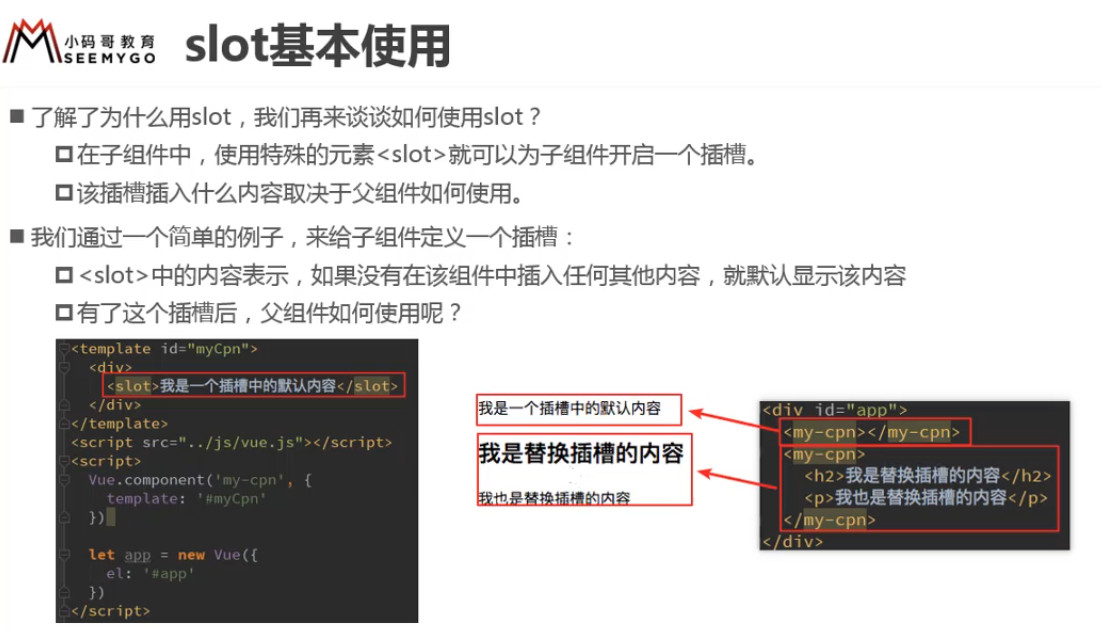 小码哥教育
SEEMYGO
slot基本使用
了解了为什么用slot，我们再来谈谈如何使用slot？
在子组件中，使用特殊的元素<slot>就可以为子组件开启一个插槽。
该插槽插入什么内容取决于父组件如何使用。
我们通过一个简单的例子，来给子组件定义一个插槽：
<slot>中的内容表示，如果没有在该组件中插入任何其他内容，就默认显示该内容
有了这个插槽后，父组件如何使用呢？
<template id="myCpn">
<div>
<slot>我是一个插槽中的默认内容</slot>
</div>
</template>
<script src="../js/vue.js"></script>
<script>
Vue.component('my-cpn', {
template: '#myCpn'
})
let app = new Vue({
el: '#app'
})
</script>
我是一个插槽中的默认内容
我是替换插槽的内容
我也是替换插槽的内容
<div id="app">
<my-cpn></my-cpn>
<my-cpn>
<h2>我是替换插槽的内容</h2>
<p>我也是替换插槽的内容</p>
</my-cpn>
</div>